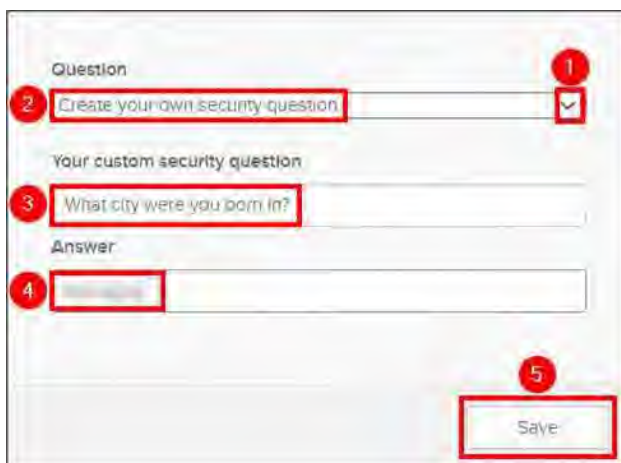 Question
1
2
Create your own security question
Your custom security question
3
What city were you born in?
Answer
4
5
Save